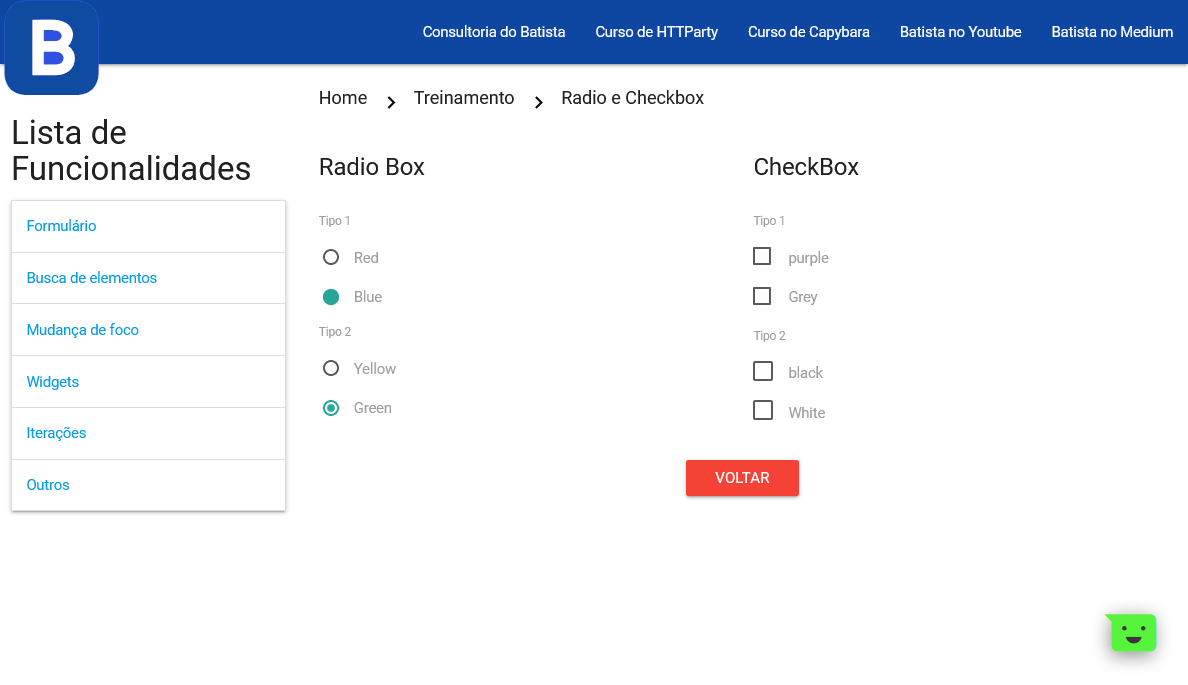 B
Consultoria do Batista Curso de HTTParty Curso de Capybara Batista no Youtube Batista no Medium
Home Treinamento Radio e Checkbox
Lista de
Funcionalidades
Formulário
Busca de elementos
Mudança de foco
Widgets
Iterações
Outros
Radio Box
Tipo 1
Red
Blue
Tipo 2
Yellow
Green
CheckBox
Tipo 1
purple
Grey
Tipo 2
black
White
VOLTAR